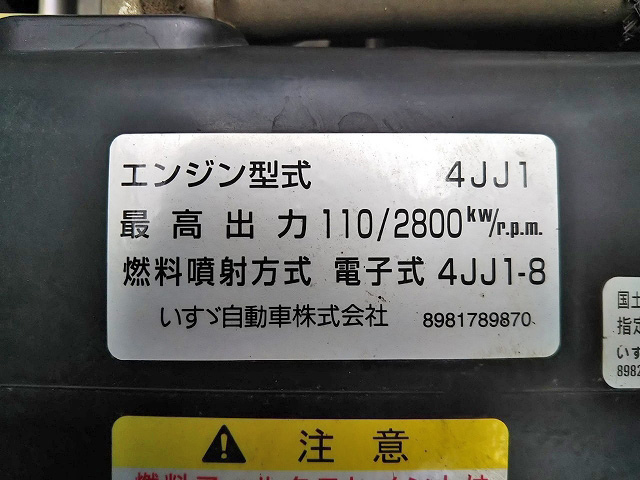 エンジン型式 4JJ1
最高出力 110/2800kw/r.p.m.
燃料噴射方式 電子式 4JJ1-8
いすゞ自動車株式会社 8981789870
国土
指定
いす
8982
注意